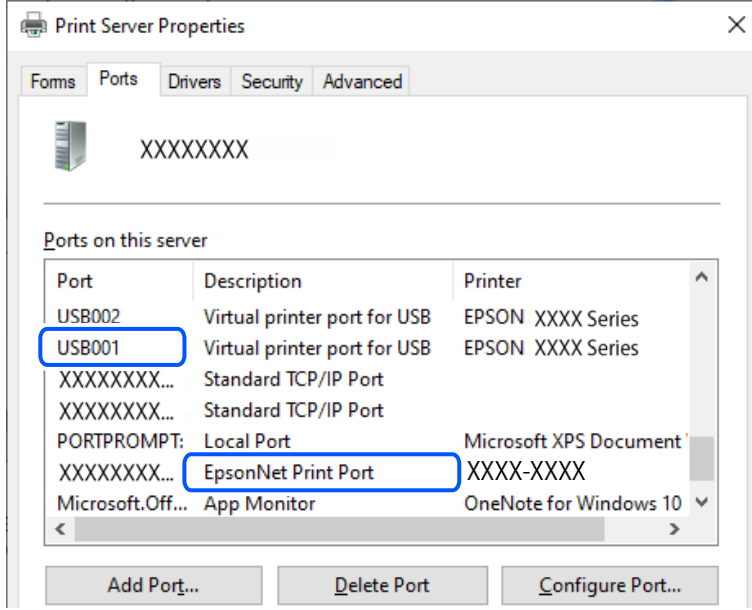 Print Server Properties
Forms Ports Drivers Security Advanced
XXXXXXXX
Ports on this server
Port Description Printer
USB002 Virtual printer port for USB EPSON XXXX Series
USB001 Virtual printer port for USB EPSON XXXX Series
XXXXXXXX... Standard TCP/IP Port
XXXXXXXX... Standard TCP/IP Port
PORTPROMPT: Local Port Microsoft XPS Document
XXXXXXXX... EpsonNet Print Port XXXX-XXXX
Microsoft.Off... App Monitor OneNote for Windows 10
Add Port... Delete Port Configure Port...